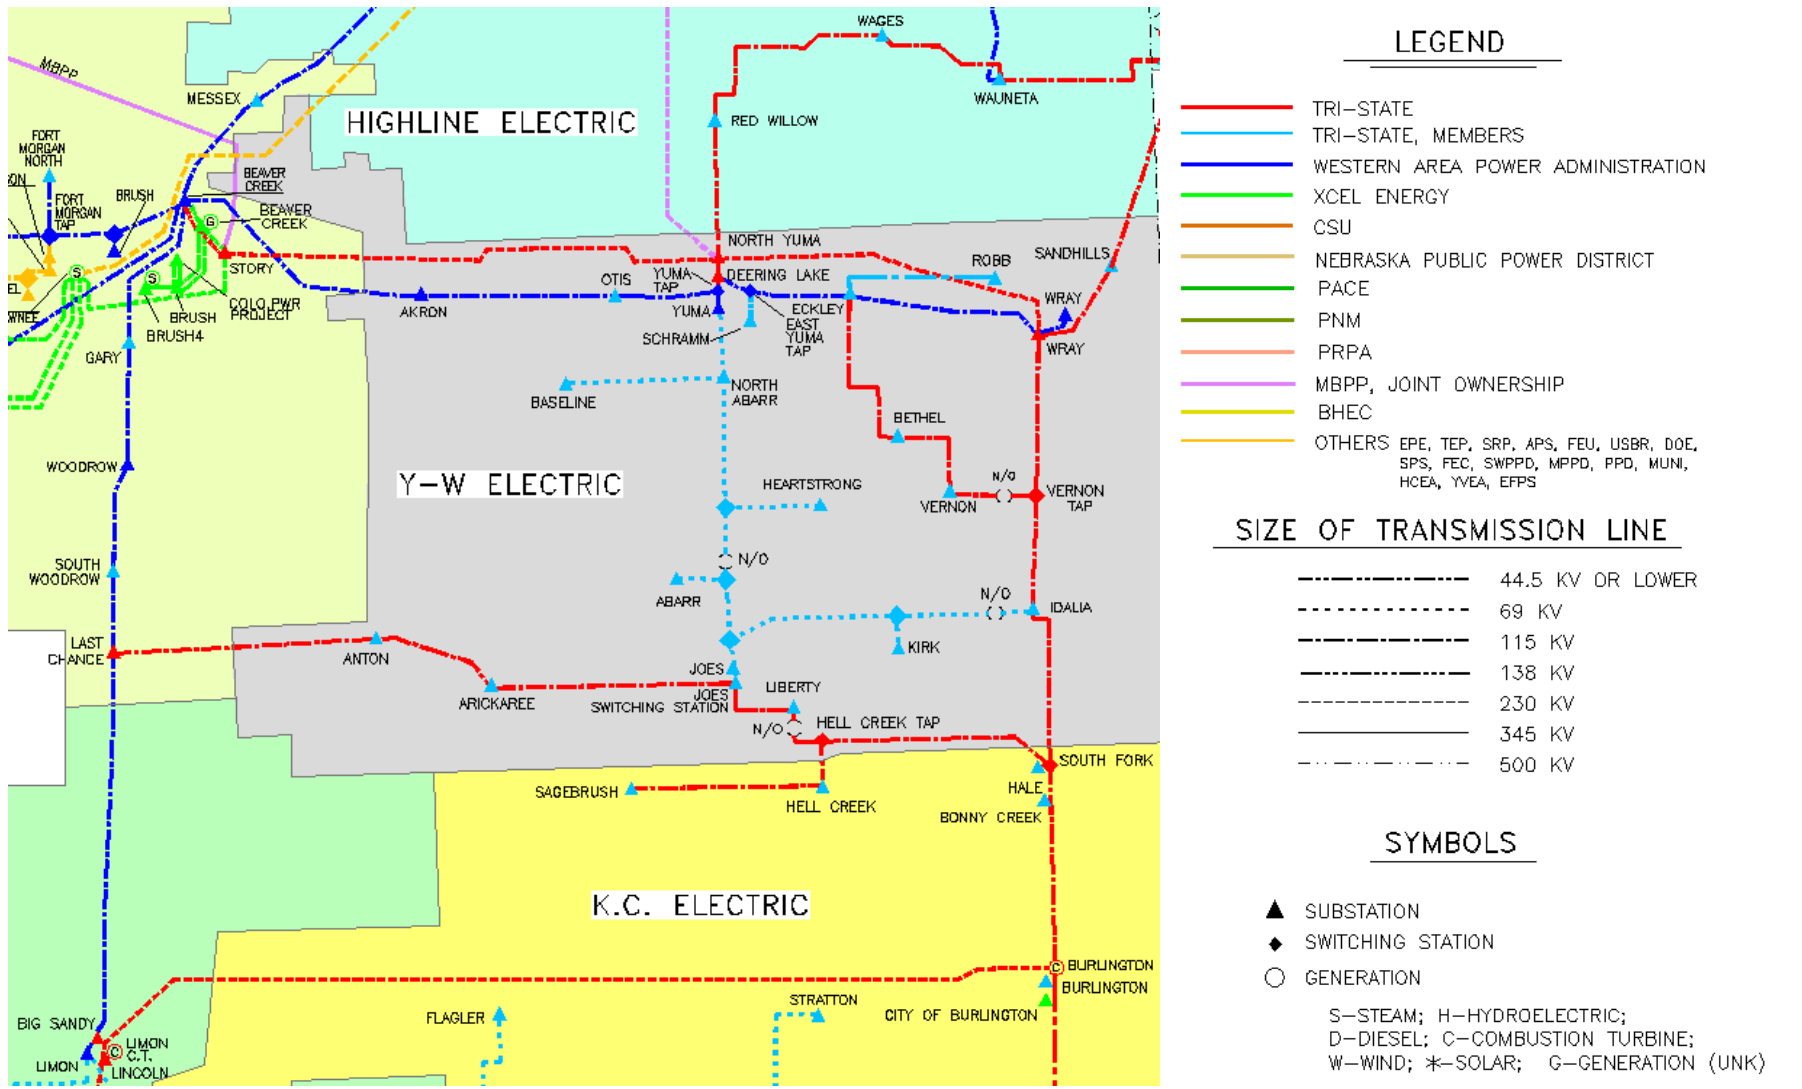 WAGES
MBPP
MESSEX
WAUNETA
HIGHLINE ELECTRIC
RED WILLOW
FORT
MORGAN
NORTH
BEAVER
CREEK
BRUSH
FORT
MORGAN
TAP
BEAVER
CREEK
NORTH YUMA
SANDHILLS
STORY
YUMA
TAP
DEERING LAKE
ROBB
OTIS
WRAY
COLO PWR
PROJECT
AKRON
YUMA
ECKLEY
BRUSH
EAST
YUMA
TAP
BRUSH4
SCHRAMM
GARY
WRAY
NORTH
ABARR
BASELINE
BETHEL
WOODROW
Y-W ELECTRIC
HEARTSTRONG
N/O
VERNON
VERNON
TAP
N/O
SOUTH
WOODROW
ABARR
N/O
IDALIA
LAST
CHANCE
ANTON
KIRK
JOES
ARICKAREE
JOES
SWITCHING STATION
LIBERTY
N/O
HELL CREEK TAP
SOUTH FORK
SAGEBRUSH
HELL CREEK
HALE
BONNY CREEK
K.C. ELECTRIC
BURLINGTON
BURLINGTON
STRATTON
FLAGLER
CITY OF BURLINGTON
BIG SANDY
LIMON
C.T.
LIMON
LINCOLN
G
S
S
C
C
LEGEND
TRI-STATE
TRI-STATE, MEMBERS
WESTERN AREA POWER ADMINISTRATION
XCEL ENERGY
CSU
NEBRASKA PUBLIC POWER DISTRICT
PACE
PNM
PRPA
MBPP, JOINT OWNERSHIP
BHEC
OTHERS EPE, TEP, SRP, APS, FEU, USBR, DOE,
SPS, FEC, SWPPD, MPPD, PPD, MUNI,
HCEA, YVEA, EFPS
SIZE OF TRANSMISSION LINE
44.5 KV OR LOWER
69 KV
115 KV
138 KV
230 KV
345 KV
500 KV
SYMBOLS
SUBSTATION
SWITCHING STATION
GENERATION
S-STEAM; H-HYDROELECTRIC;
D-DIESEL; C-COMBUSTION TURBINE;
W-WIND; *-SOLAR; G-GENERATION (UNK)